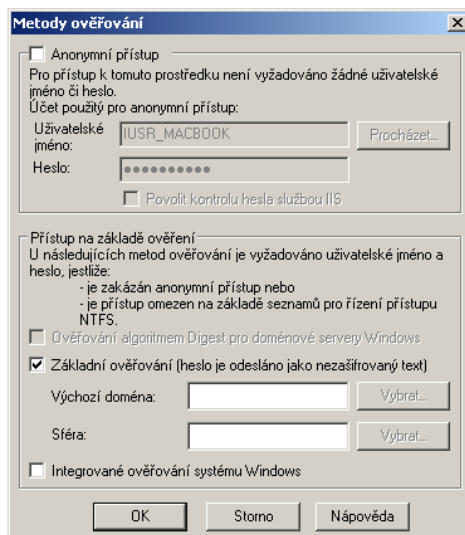 Metody ověřování
Anonymní přístup
Pro přístup k tomuto prostředku není vyžadováno žádné uživatelské
jméno či heslo.
Účet použitý pro anonymní přístup:
Uživatelské
jméno:
IUSR_MACBOOK
Procházet...
Heslo:
●●●●●●●●●●
Povolit kontrolu hesla službou IIS
Přístup na základě ověření
U následujících metod ověřování je vyžadováno uživatelské jméno a
heslo, jestliže:
- je zakázán anonymní přístup nebo
- je přístup omezen na základě seznamů pro řízení přístupu
NTFS.
Ověřování algoritmem Digest pro doménové servery Windows
Základní ověřování (heslo je odesláno jako nezašifrovaný text)
Výchozí doména:
Vybrat...
Sféra:
Vybrat...
Integrované ověřování systému Windows
OK
Storno
Nápověda